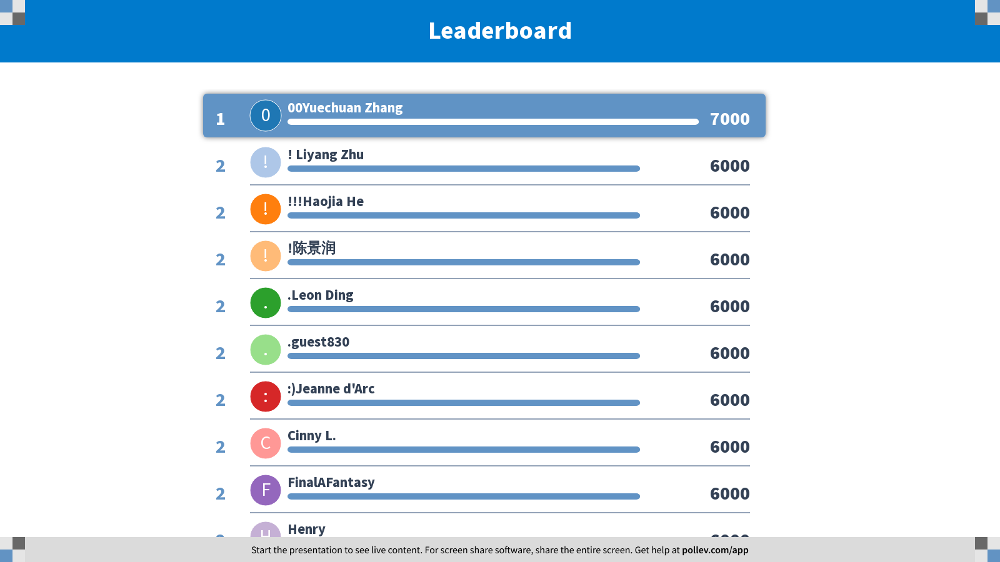 Leaderboard
1 0 00Yuechuan Zhang 7000
2 ! ! Liyang Zhu 6000
2 ! !!!Haojia He 6000
2 ! !陈景润 6000
2 . .Leon Ding 6000
2 . .guest830 6000
2 : :)Jeanne d'Arc 6000
2 C Cinny L. 6000
2 F FinalAFantasy 6000
H Henry
Start the presentation to see live content. For screen share software, share the entire screen. Get help at pollev.com/app